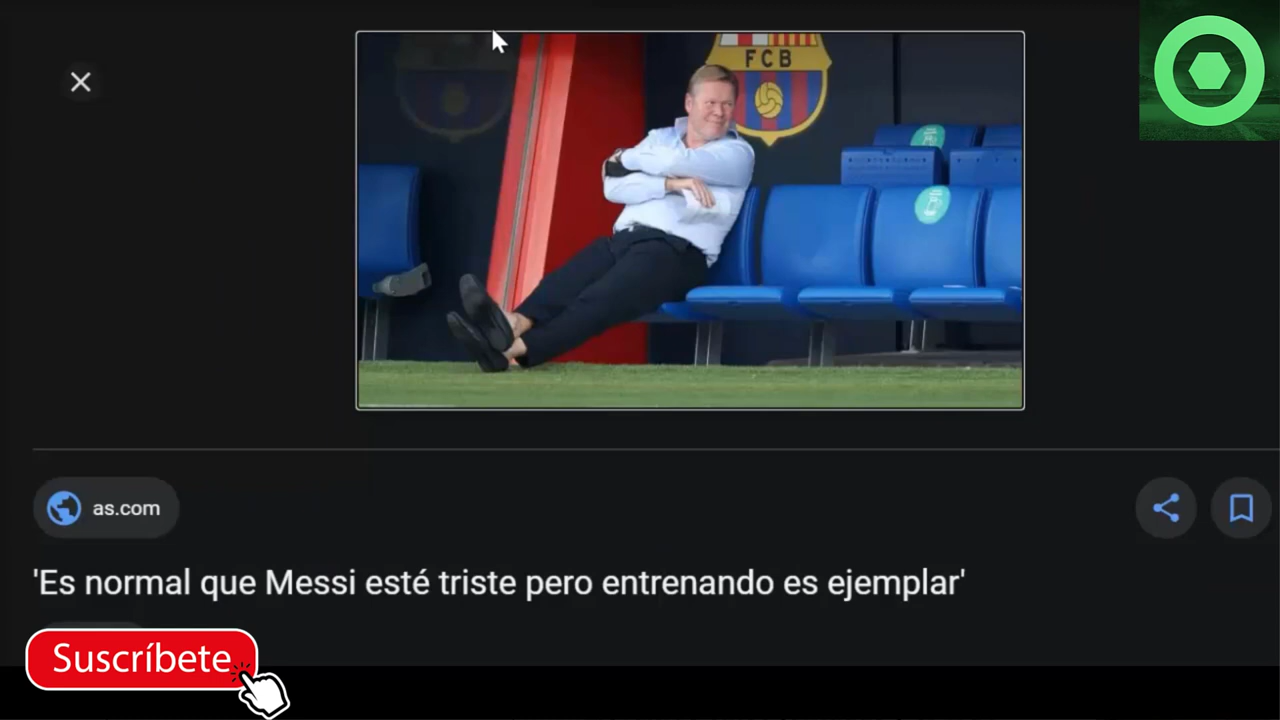 FCB
as.com
'Es normal que Messi esté triste pero entrenando es ejemplar'
Suscríbete